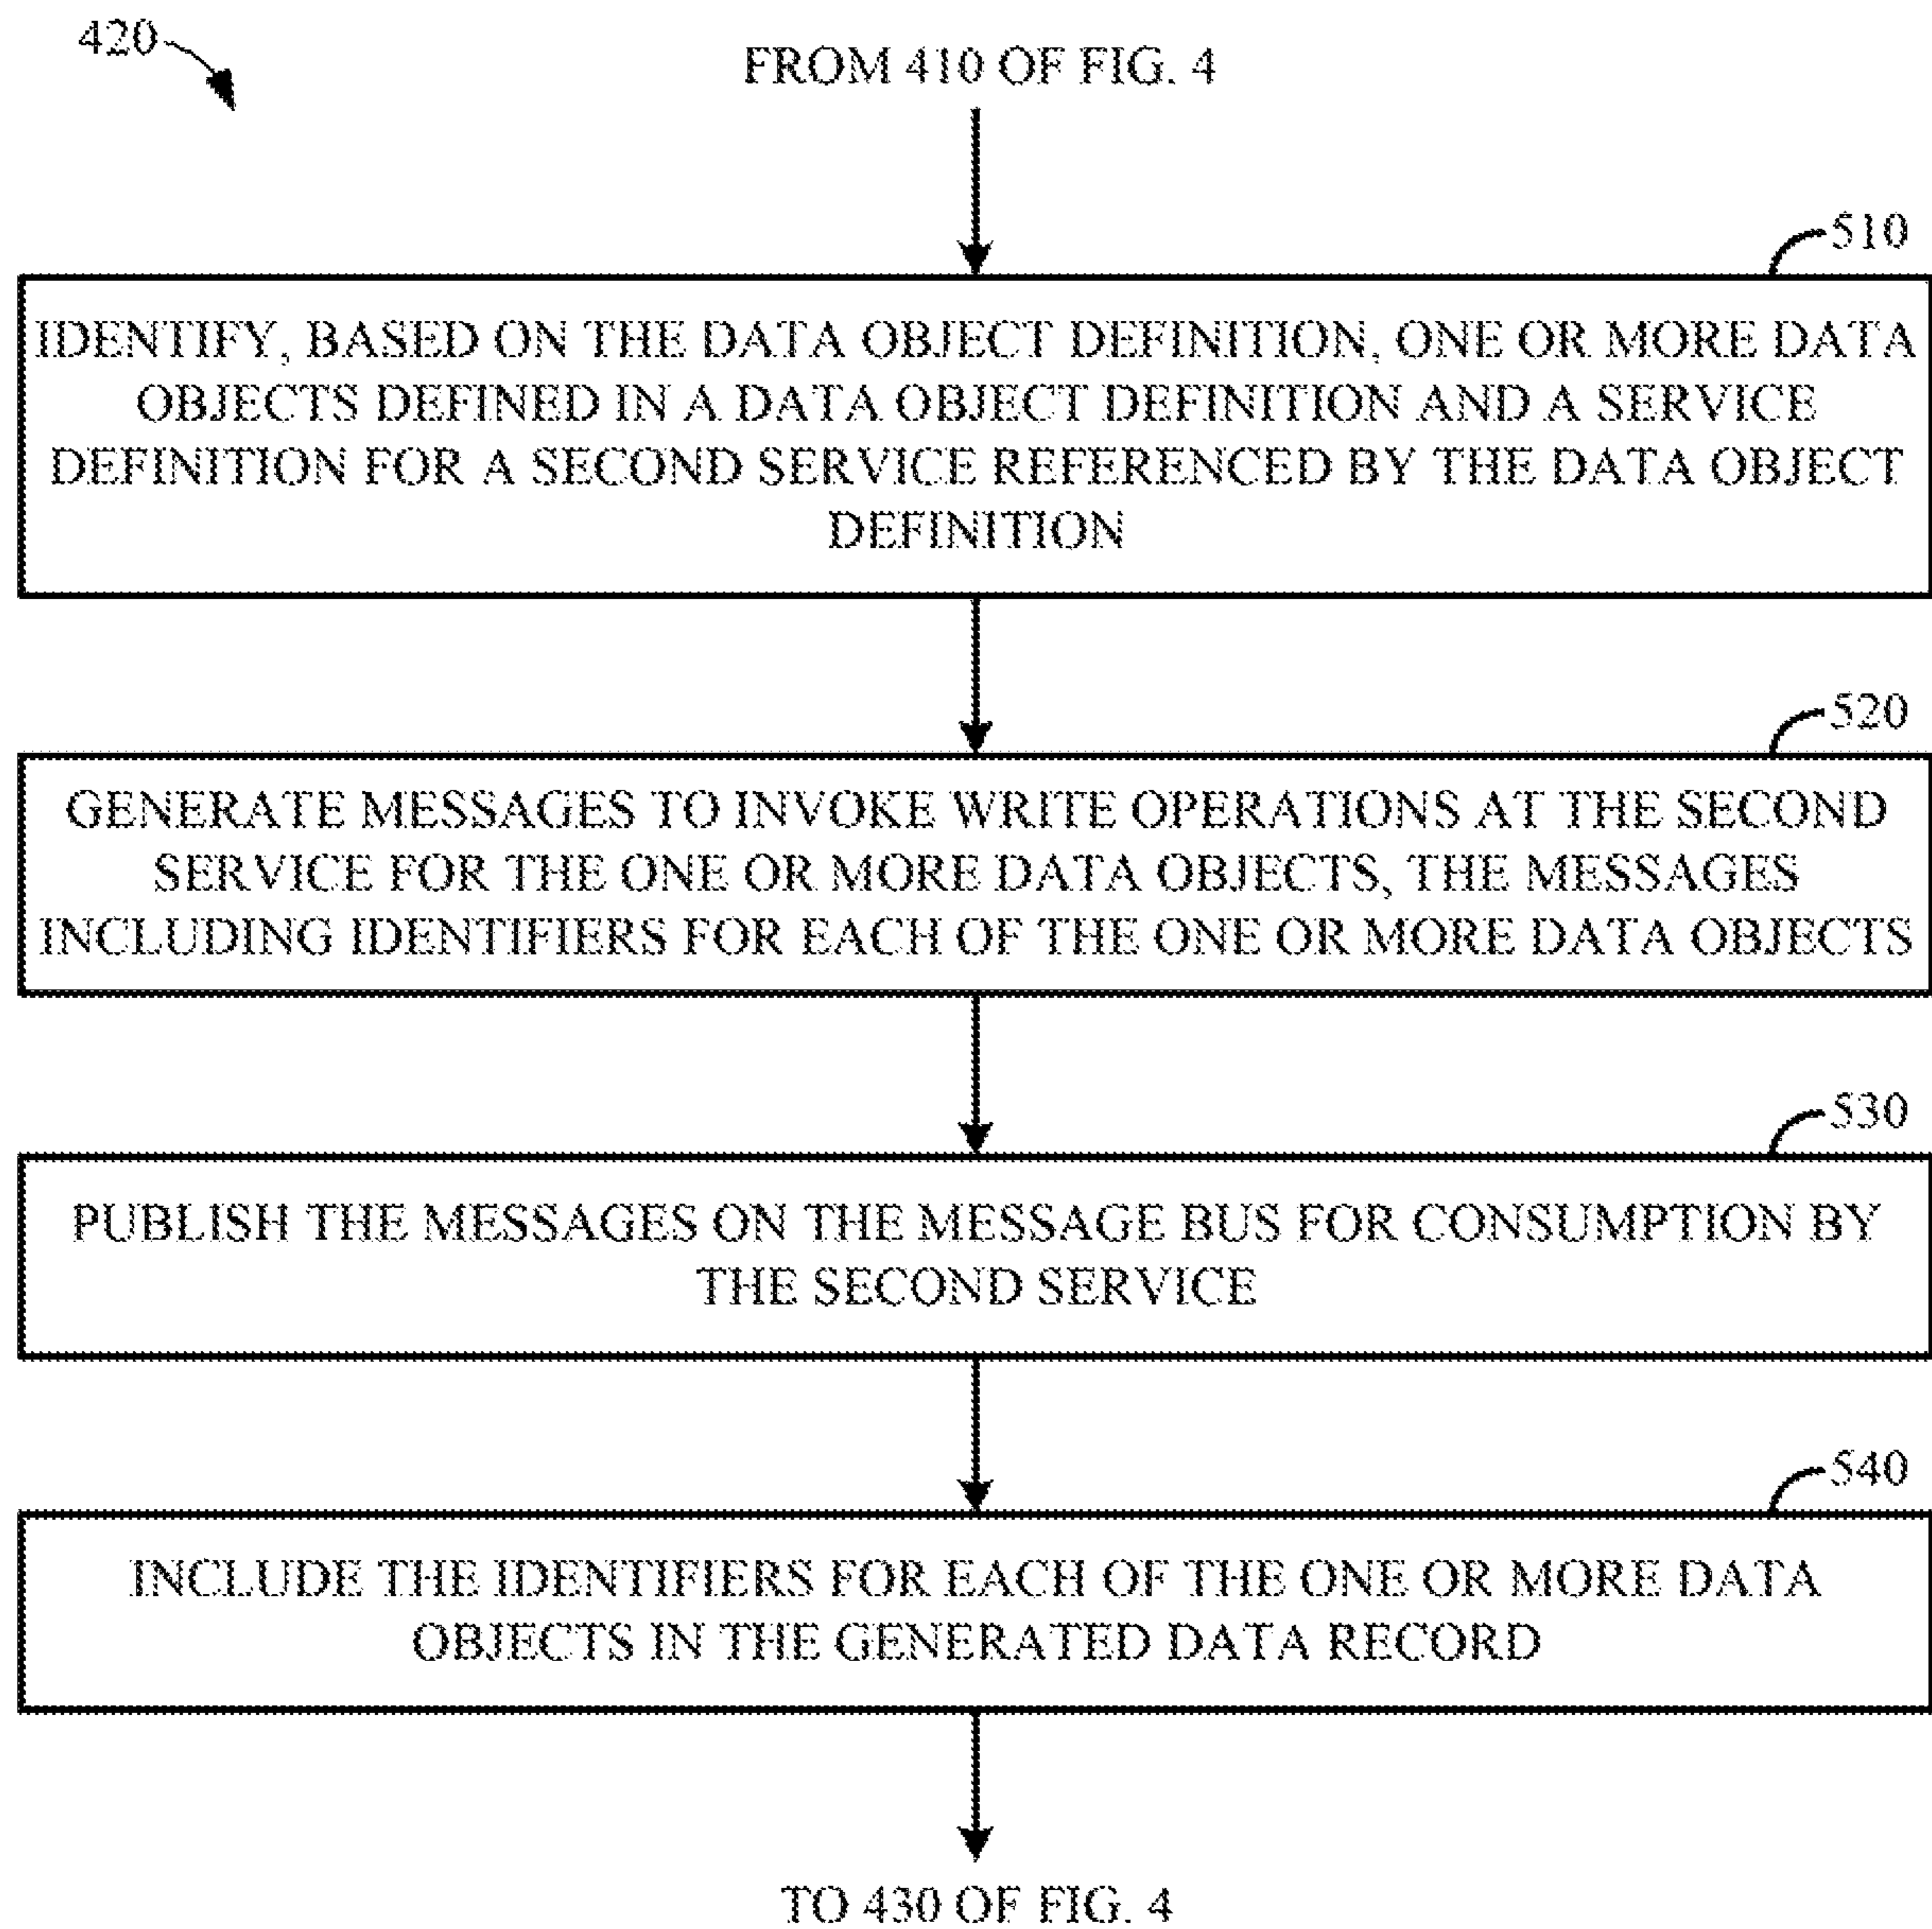 420
FROM 410 OF FIG. 4
510
IDENTIFY, BASED ON THE DATA OBJECT DEFINITION, ONE OR MORE DATA
OBJECTS DEFINED IN A DATA OBJECT DEFINITION AND A SERVICE
DEFINITION FOR A SECOND SERVICE REFERENCED BY THE DATA OBJECT
DEFINITION
520
GENERATE MESSAGES TO INVOKE WRITE OPERATIONS AT THE SECOND
SERVICE FOR THE ONE OR MORE DATA OBJECTS, THE MESSAGES
INCLUDING IDENTIFIERS FOR EACH OF THE ONE OR MORE DATA OBJECTS
530
PUBLISH THE MESSAGES ON THE MESSAGE BUS FOR CONSUMPTION BY
THE SECOND SERVICE
540
INCLUDE THE IDENTIFIERS FOR EACH OF THE ONE OR MORE DATA
OBJECTS IN THE GENERATED DATA RECORD
TO 430 OF FIG. 4